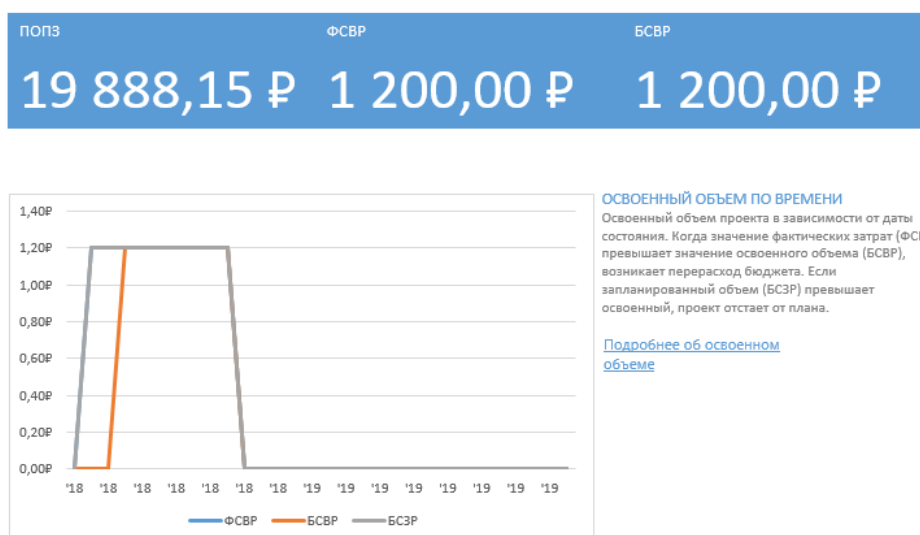 ПОПЗ ФСВР БСВР
19 888,15 ₽ 1 200,00 ₽ 1 200,00 ₽
ОСВОЕННЫЙ ОБЪЕМ ПО ВРЕМЕНИ
Освоенный объем проекта в зависимости от даты
состояния. Когда значение фактических затрат (ФС
превышает значение освоенного объема (БСВР),
возникает перерасход бюджета. Если
запланированный объем (БСЗР) превышает
освоенный, проект отстает от плана.
Подробнее об освоенном
объеме
1,40₽
1,20₽
1,00₽
0,80₽
0,60₽
0,40₽
0,20₽
0,00₽
'18 '18 '18 '18 '18 '18 '18 '19 '19 '19 '19 '19 '19 '19 '19
ФСВР БСВР БСЗР